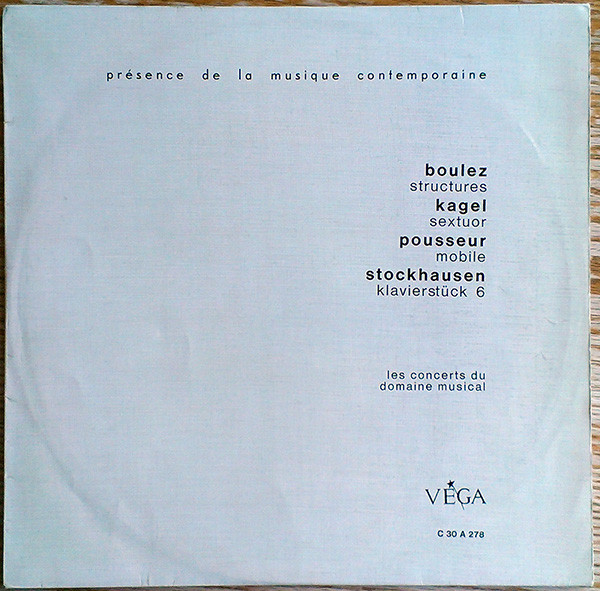 présence de la musique contemporaine
boulez
structures
kagel
sextuor
pousseur
mobile
stockhausen
klavierstück 6
les concerts du
domaine musical
VÉGA
C 30 A 278